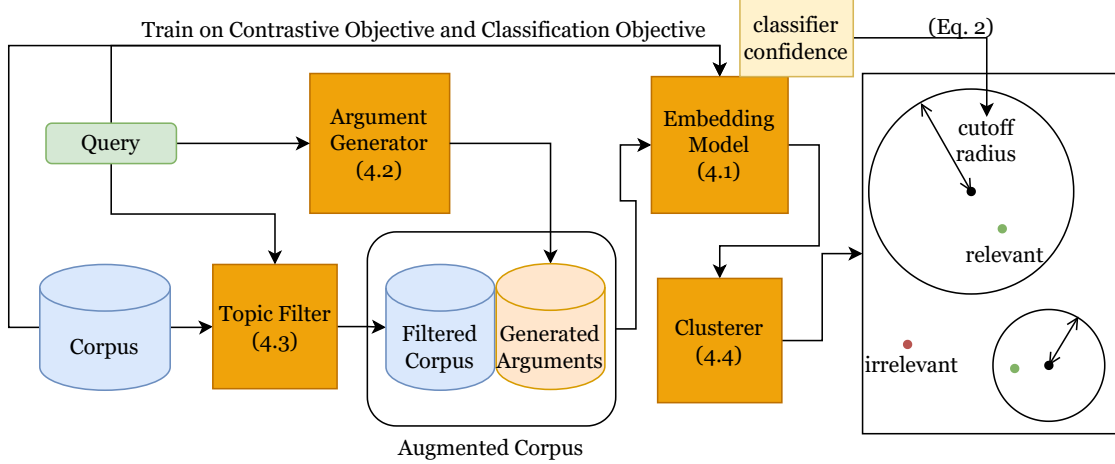 Train on Contrastive Objective and Classification Objective
classifier
confidence
(Eq. 2)
Query
Argument
Generator
(4.2)
Embedding
Model
(4.1)
cutoff
radius
relevant
Corpus
Topic Filter
(4.3)
Filtered
Corpus
Generated
Arguments
Clusterer
(4.4)
irrelevant
Augmented Corpus